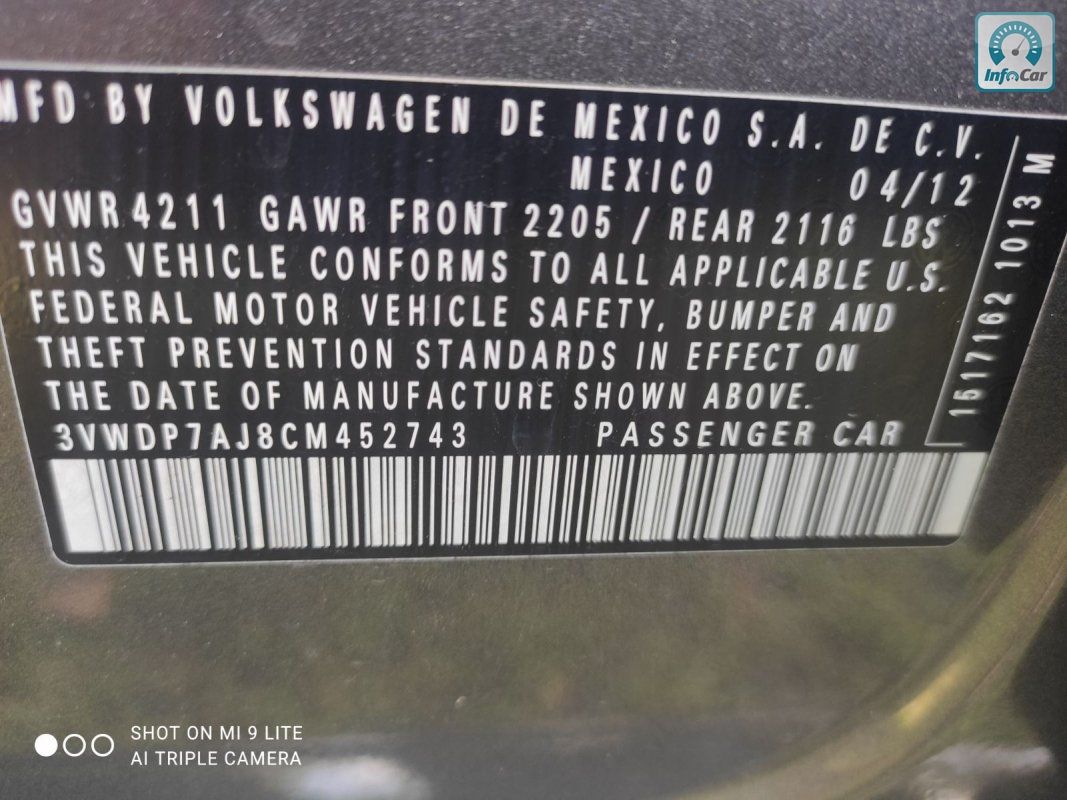 MFD BY VOLKSWAGEN DE MEXICO S.A. DE C.V.
MEXICO 04/12
GVWR 4211 GAWR FRONT 2205 / REAR 2116 LBS
THIS VEHICLE CONFORMS TO ALL APPLICABLE U.S.
FEDERAL MOTOR VEHICLE SAFETY, BUMPER AND
THEFT PREVENTION STANDARDS IN EFFECT ON
THE DATE OF MANUFACTURE SHOWN ABOVE.
3VWDP7AJ8CM452743 PASSENGER CAR
1517162 1013 M
InfoCar
SHOT ON MI 9 LITE
AI TRIPLE CAMERA